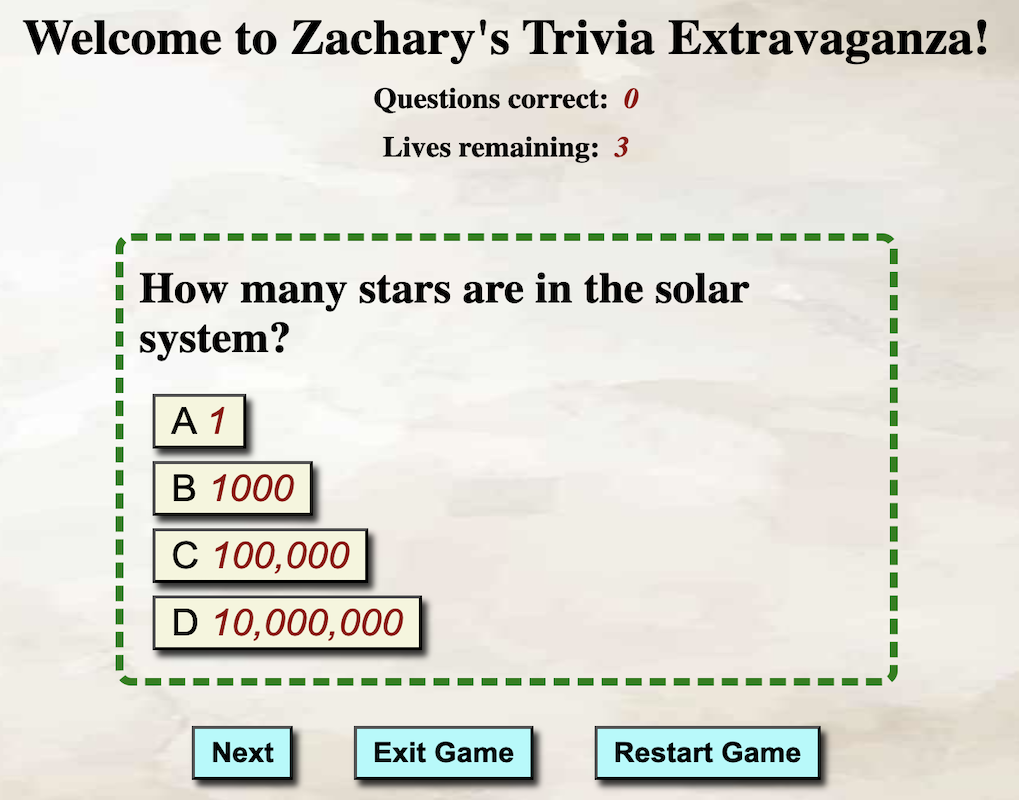 Welcome to Zachary's Trivia Extravaganza!
Questions correct: 0
Lives remaining: 3
How many stars are in the solar
system?
A 1
B 1000
C 100,000
D 10,000,000
Next Exit Game Restart Game